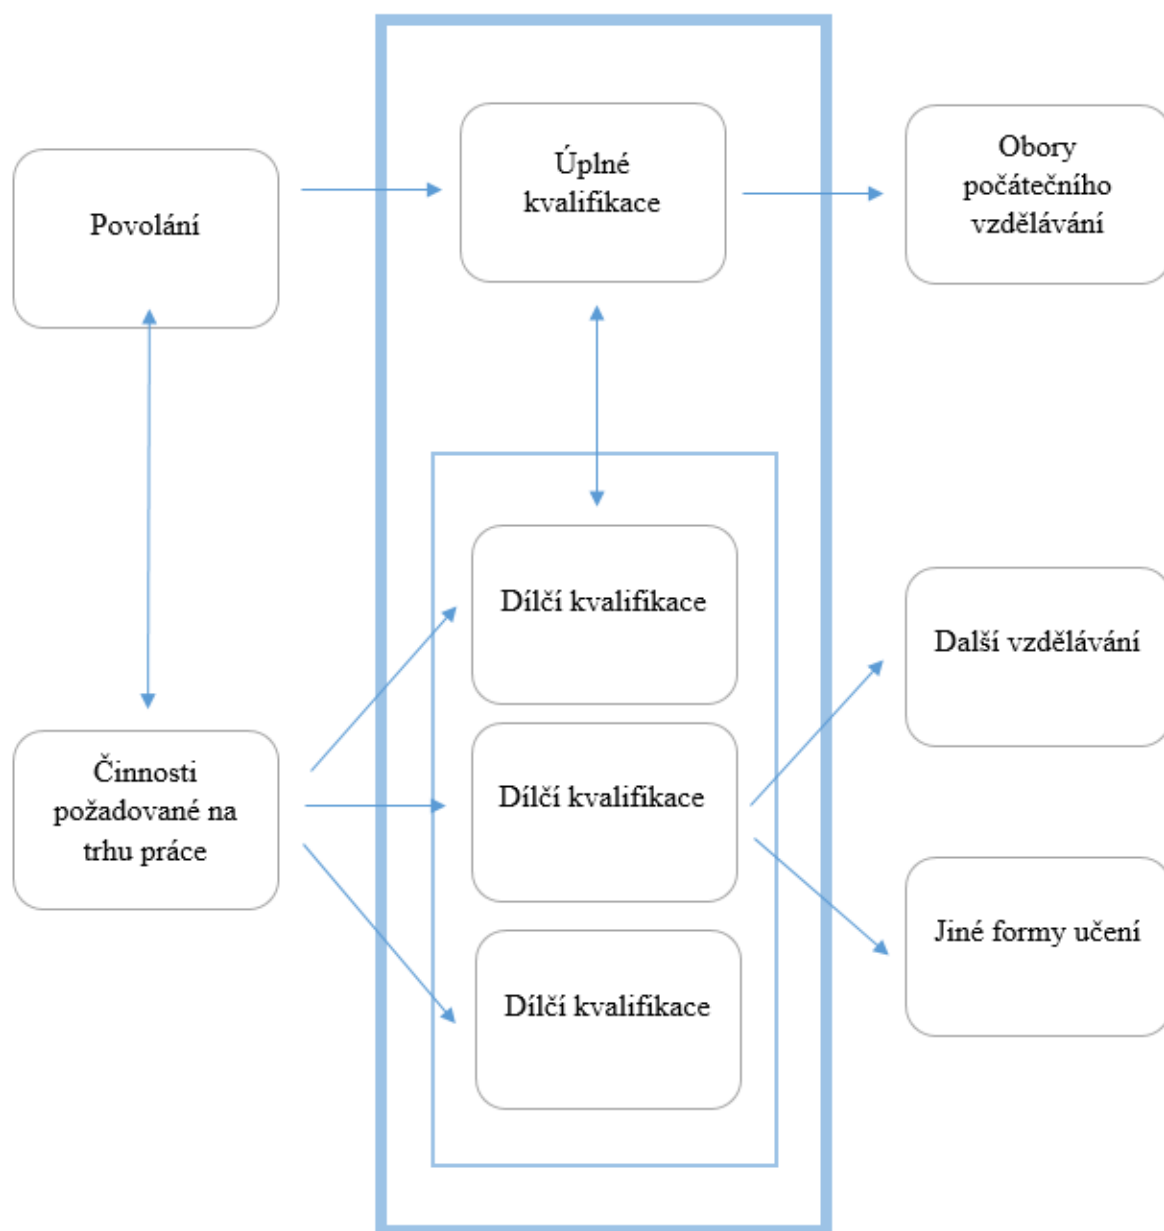 Povolání
Úplné
kvalifikace
Obory
počátečního
vzdělávání
Dílčí kvalifikace
Další vzdělávání
Činnosti
požadované na
trhu práce
Dílčí kvalifikace
Jiné formy učení
Dílčí kvalifikace